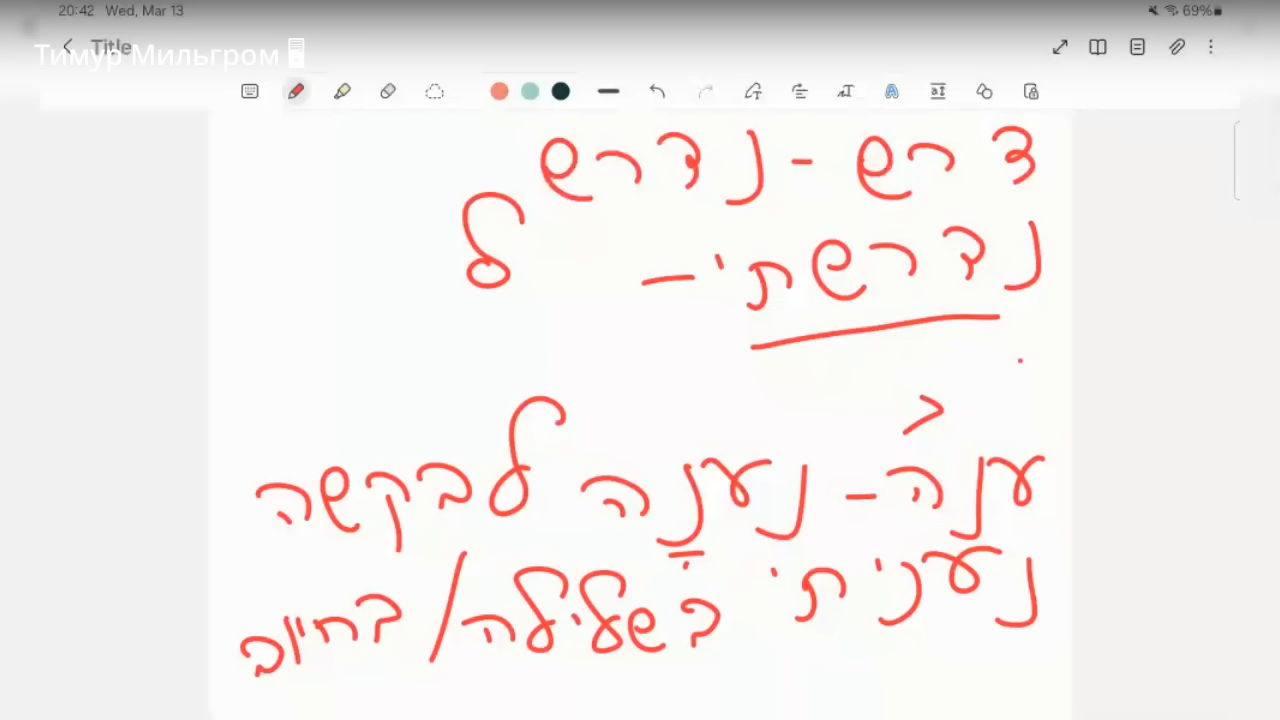 20:42 Wed, Mar 13
69%
Title
Тимур Мильгром
דרש - נדרש
נדרשתי - ל
ענה - נענה לבקשה
נעניתי בשלילה/בחיוב